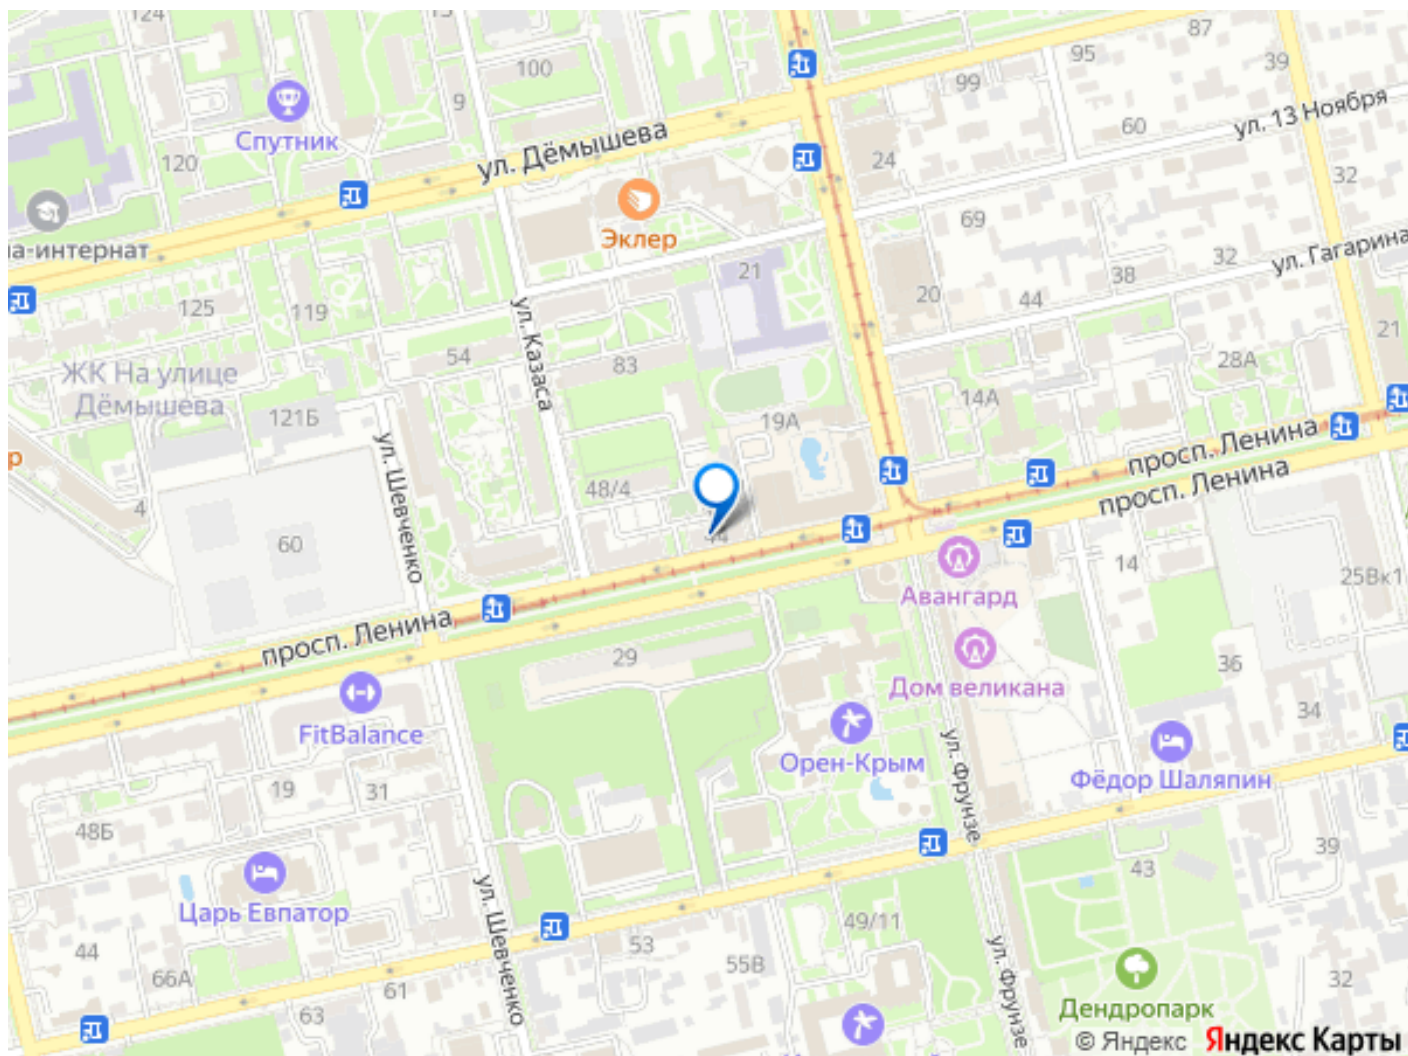 124
100
87
95
39
99
9
Спутник
ул. Дёмышева
ул. 13 Ноября
60
120
24
32
Эклер
69
на-интернат
21
32
ул. Гагарина
38
125
119
20
44
21
ул. Казаса
54
83
28А
ЖК На улице
Дёмышева
14А
121Б
19А
просп. Ленина
просп. Ленина
р
ул. Шевченко
48/4
4
60
44
14
25Вк1
Авангард
просп. Ленина
29
36
Дом великана
FitBalance
34
Орен-Крым
ул. Фрунзе
Фёдор Шаляпин
19
31
48Б
39
43
ул. Шевченко
Царь Евпатор
49/11
44
53
55В
66А
61
32
63
ул. Фрунзе
Дендропарк
© Яндекс Яндекс Карты